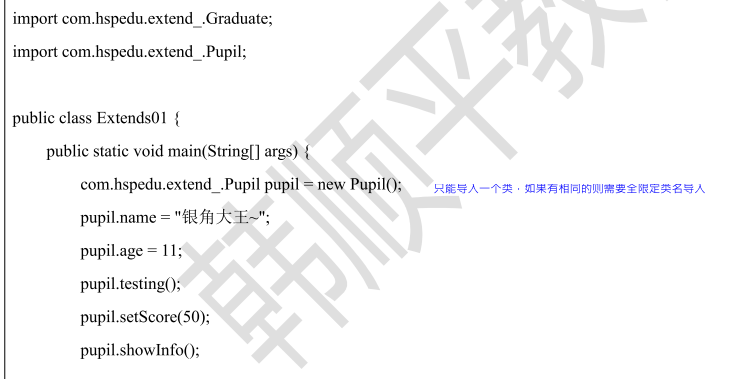 import com.hspedu.extend_.Graduate;
import com.hspedu.extend_.Pupil;
public class Extends01 {
public static void main(String[] args) {
com.hspedu.extend_.Pupil pupil = new Pupil(); 只能导入一个类，如果有相同的则需要全限定类名导入
pupil.name = "银角大王~";
pupil.age = 11;
pupil.testing();
pupil.setScore(50);
pupil.showInfo();
韩顺平教